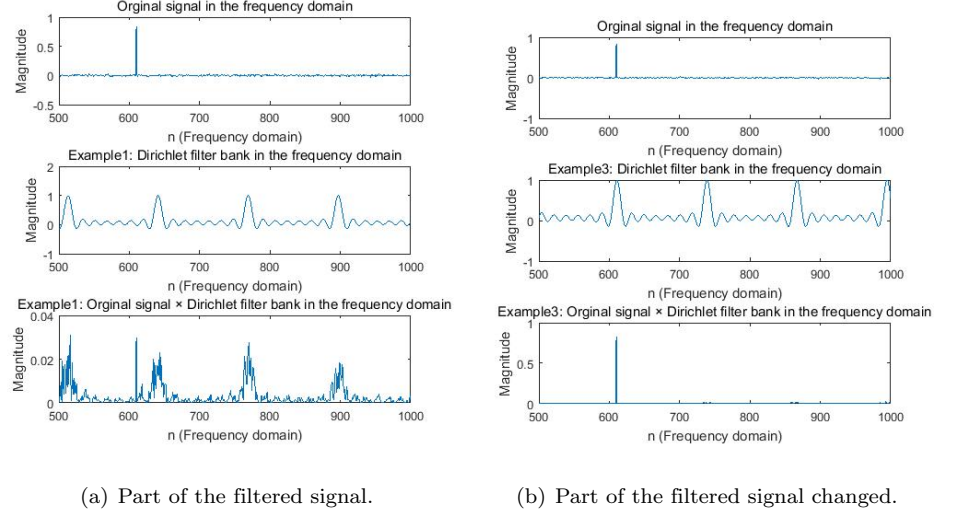 Orginal signal in the frequency domain
1
0.5
0
-0.5
Magnitude
500 600 700 800 900 1000
n (Frequency domain)
Example1: Dirichlet filter bank in the frequency domain
2
1
0
-1
Magnitude
500 600 700 800 900 1000
n (Frequency domain)
Example1: Orginal signal × Dirichlet filter bank in the frequency domain
0.04
0.02
0
Magnitude
500 600 700 800 900 1000
n (Frequency domain)
(a) Part of the filtered signal.
Orginal signal in the frequency domain
1
0
-1
Magnitude
500 600 700 800 900 1000
n (Frequency domain)
Example3: Dirichlet filter bank in the frequency domain
1
0
-1
Magnitude
500 600 700 800 900 1000
n (Frequency domain)
Example3: Orginal signal × Dirichlet filter bank in the frequency domain
1
0.5
0
Magnitude
500 600 700 800 900 1000
n (Frequency domain)
(b) Part of the filtered signal changed.